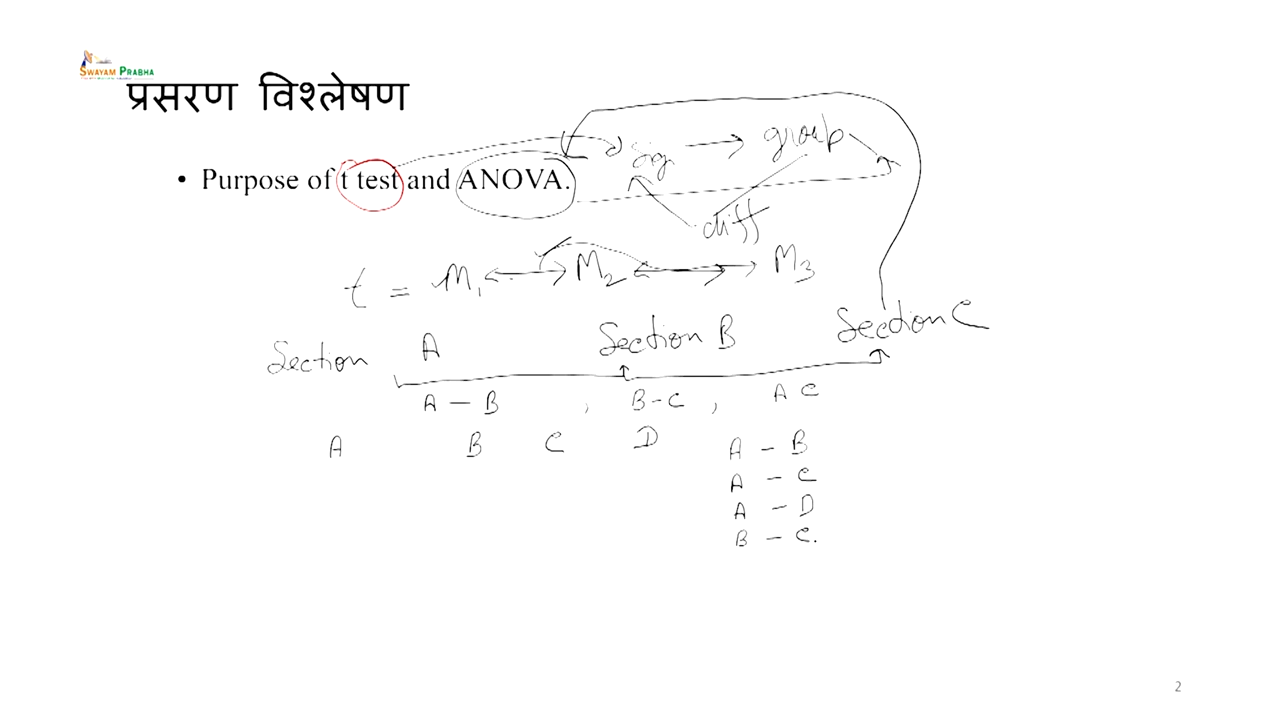 SWAYAM PRABHA
प्रसरण विश्लेषण
sig → group
• Purpose of t test and ANOVA.
diff
t = M₁ ↔ M₂ ↔ M₃
Section A Section B Section C
A – B , B-C , A C
A B C D A – B
A – C
A – D
B – C.
2